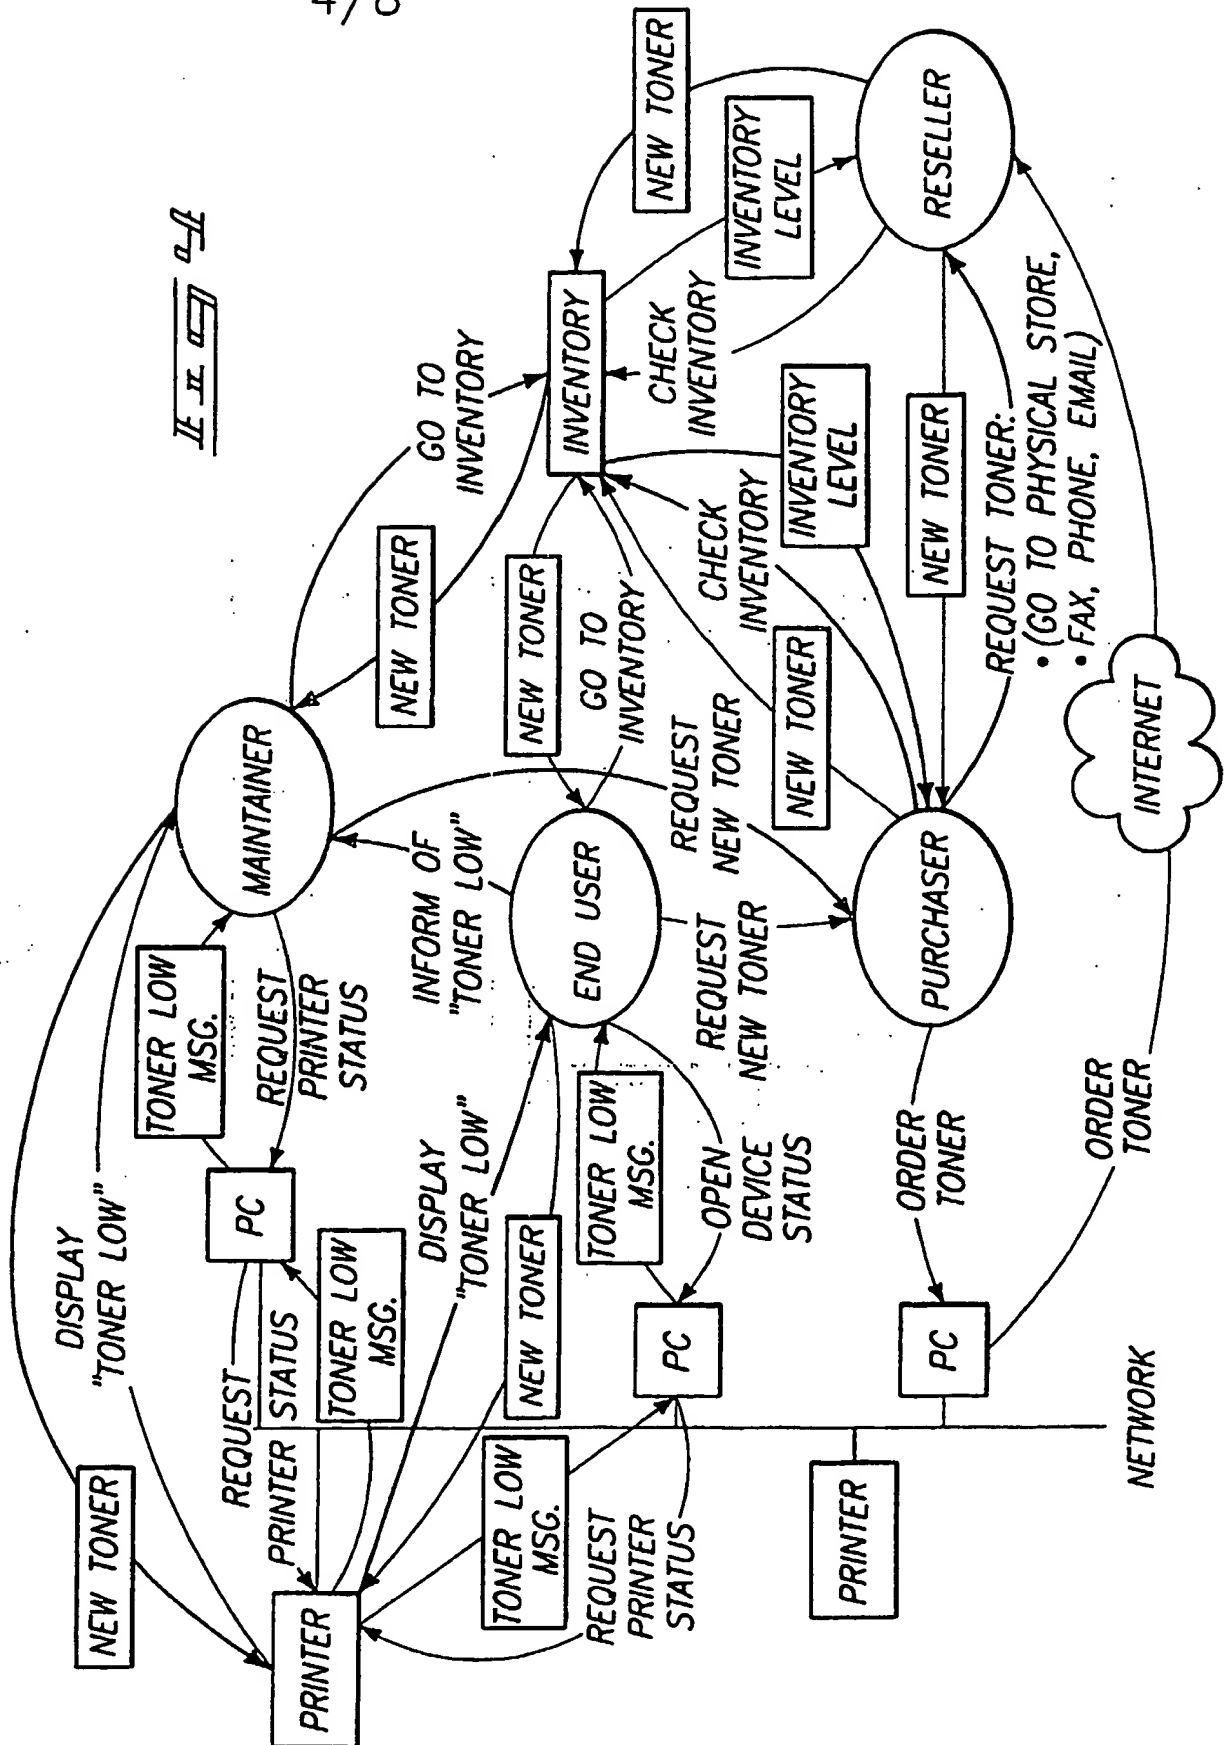 4/8
Fig. 4
NEW TONER
DISPLAY
"TONER LOW"
TONER LOW
MSG.
MAINTAINER
REQUEST
PRINTER
STATUS
PC
REQUEST
PRINTER STATUS
TONER LOW
MSG.
PRINTER
GO TO
INVENTORY
NEW TONER
INFORM OF
"TONER LOW"
DISPLAY
"TONER LOW"
NEW TONER
END USER
NEW TONER
GO TO
INVENTORY
INVENTORY
NEW TONER
INVENTORY
LEVEL
CHECK
INVENTORY
RESELLER
TONER LOW
MSG.
REQUEST
PRINTER
STATUS
TONER LOW
MSG.
OPEN
DEVICE
STATUS
PC
REQUEST
NEW TONER
REQUEST
NEW TONER
CHECK
INVENTORY
INVENTORY
LEVEL
NEW TONER
NEW TONER
PURCHASER
ORDER
TONER
PC
PRINTER
REQUEST TONER:
• (GO TO PHYSICAL STORE,
• FAX, PHONE, EMAIL)
INTERNET
ORDER
TONER
NETWORK